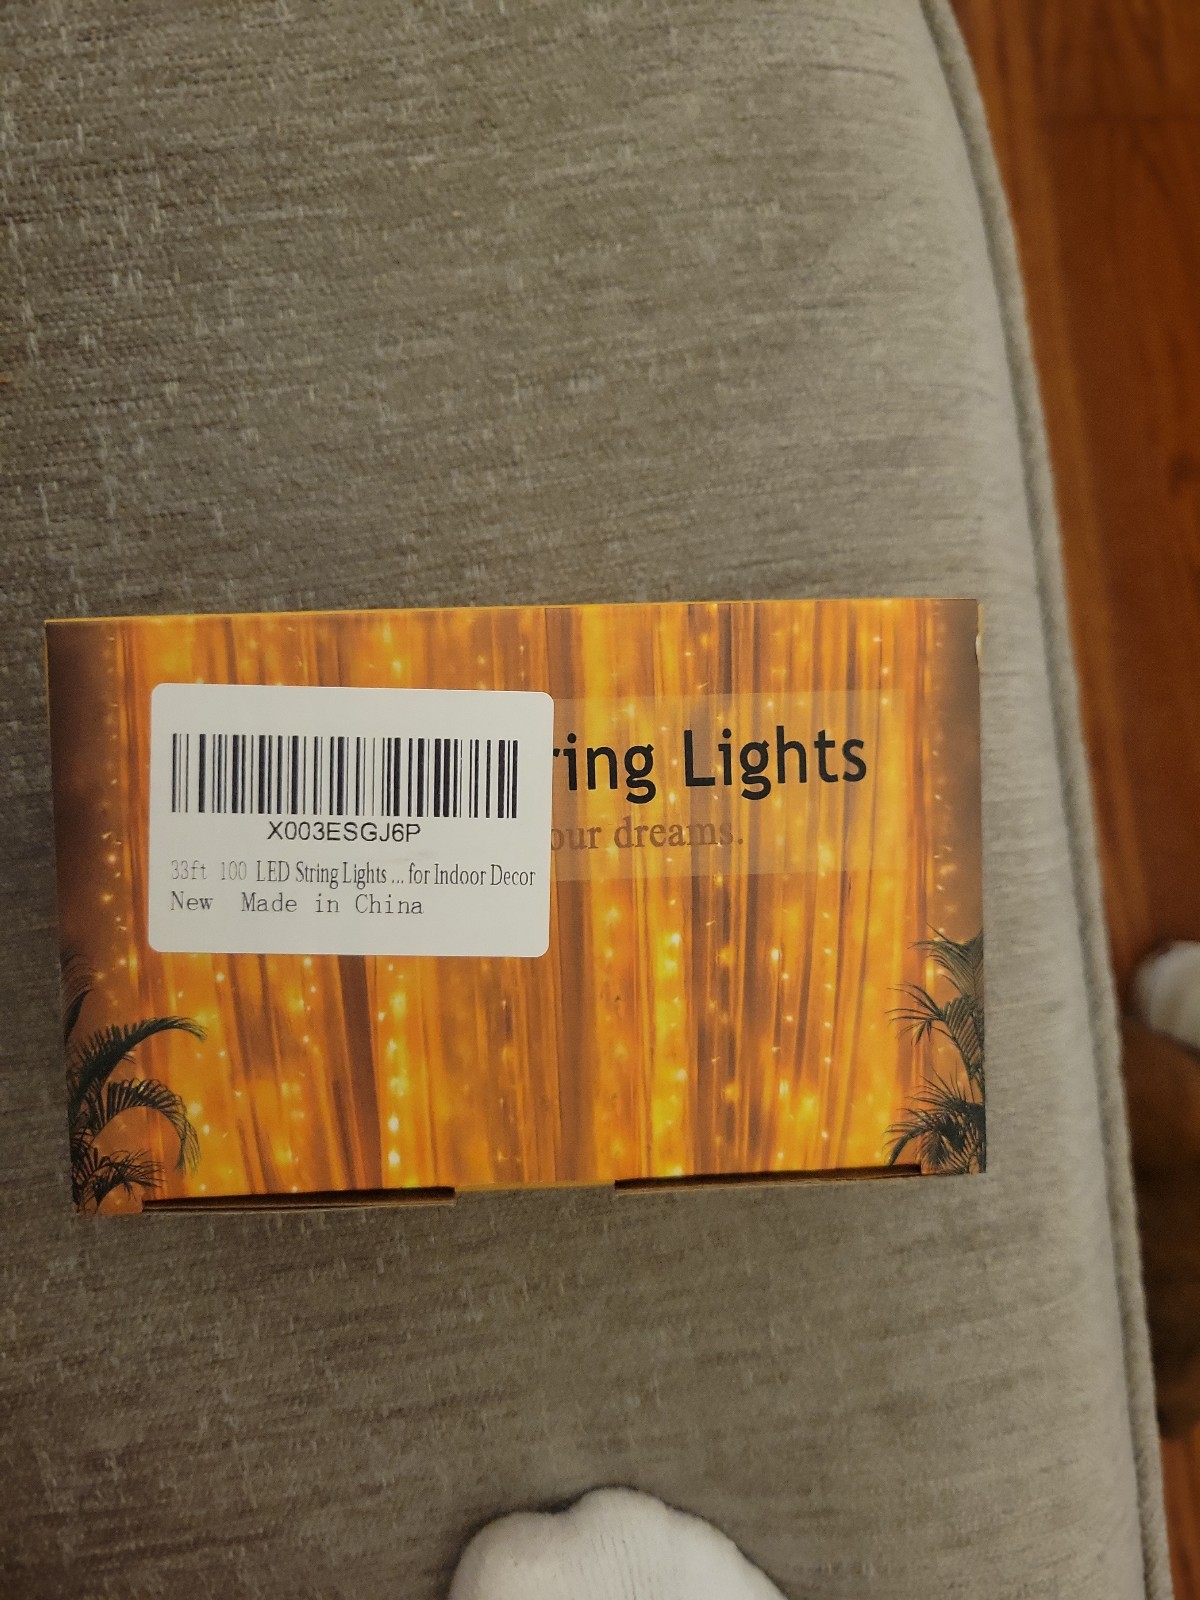 ring Lights
our dreams.
X003ESGJ6P
33ft 100 LED String Lights ... for Indoor Decor
New Made in China